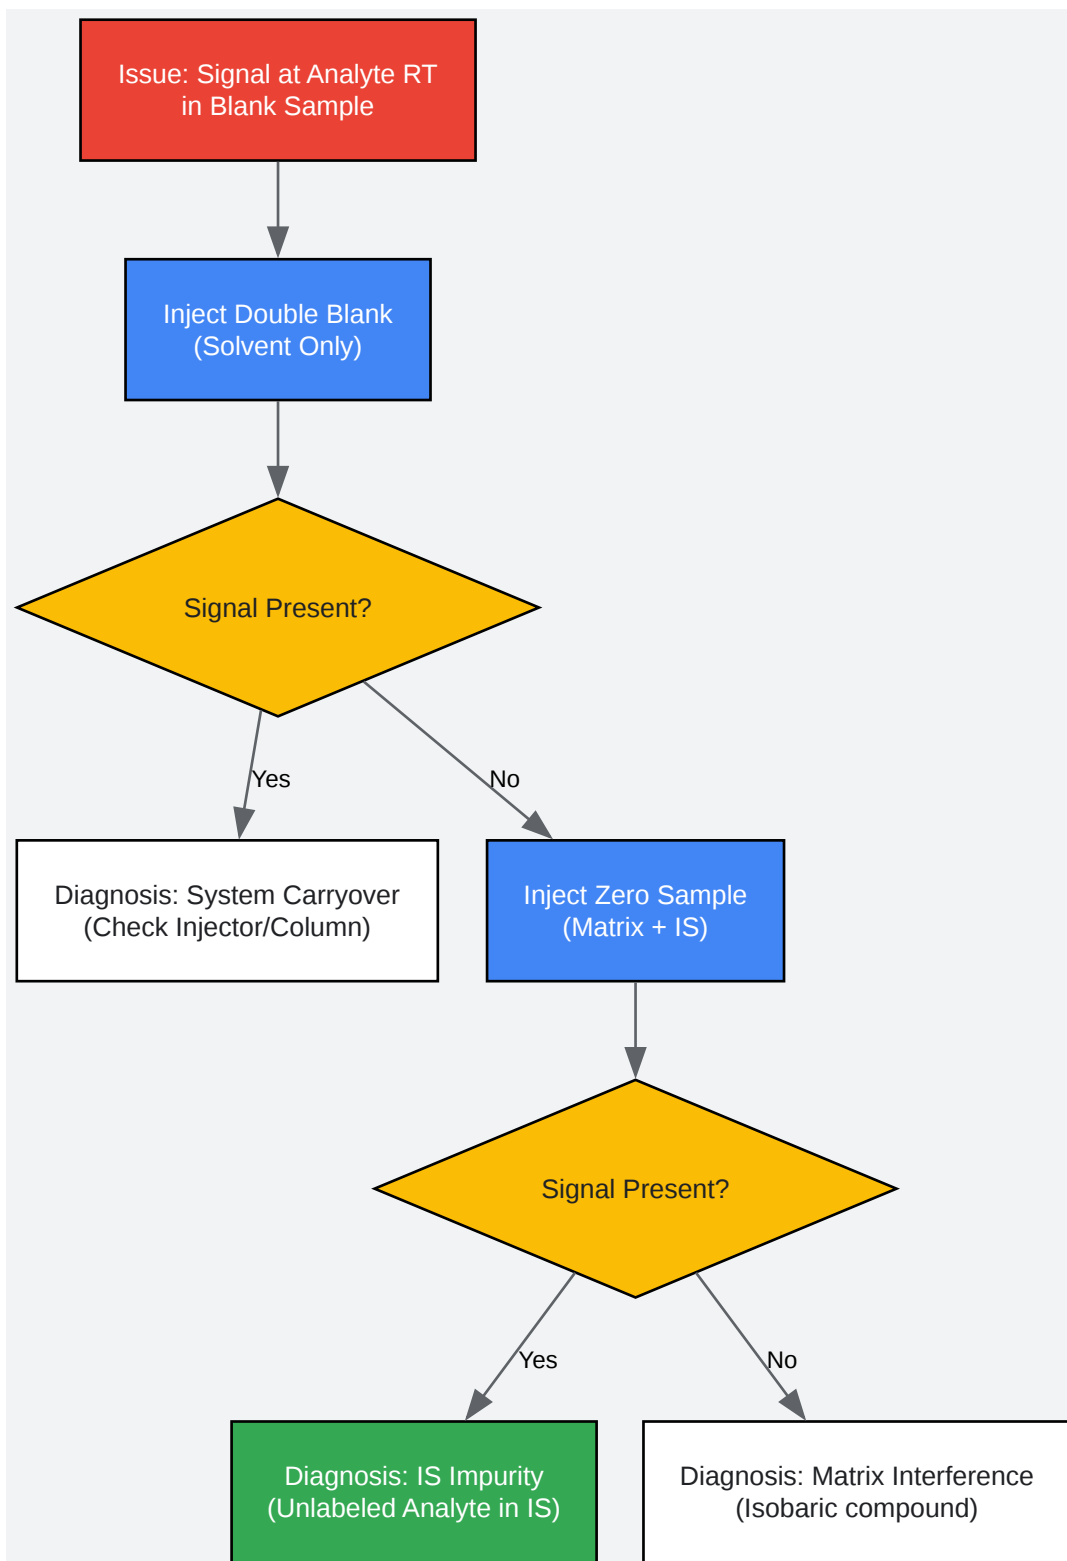 Issue: Signal at Analyte RT
in Blank Sample
Inject Double Blank
(Solvent Only)
Signal Present?
Yes
No
Diagnosis: System Carryover
(Check Injector/Column)
Inject Zero Sample
(Matrix + IS)
Signal Present?
Yes
No
Diagnosis: IS Impurity
(Unlabeled Analyte in IS)
Diagnosis: Matrix Interference
(Isobaric compound)